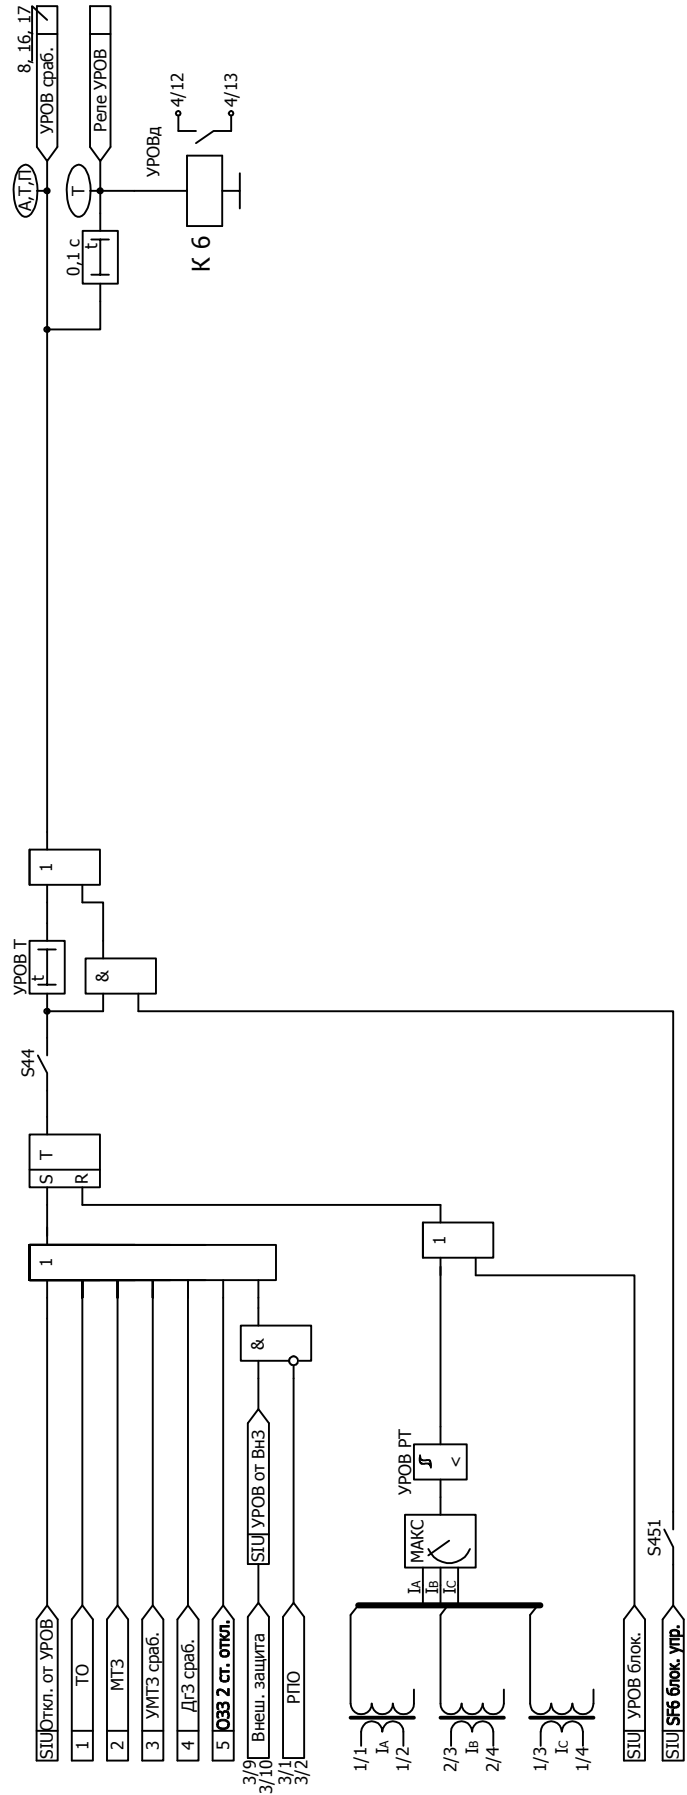 SIU Откл. от УРОВ
1 ТО
2 МТЗ
3 УМТЗ сраб.
4 ДгЗ сраб.
5 ОЗЗ 2 ст. откл.
3/9
3/10
Внеш. защита
SIU УРОВ от ВнЗ
3/1
3/2
РПО
&
1
S T
R
S44
УРОВ T
t
&
1
0,1 с
t
А,Т,П
Т
8, 16, 17
УРОВ сраб.
Реле УРОВ
УРОВд
К 6
4/12
4/13
1/1
IA
1/2
2/3
IB
2/4
1/3
IC
1/4
IA
IB
IC
МАКС
УРОВ РТ
<
1
SIU УРОВ блок.
SIU SF6 блок. упр.
S451